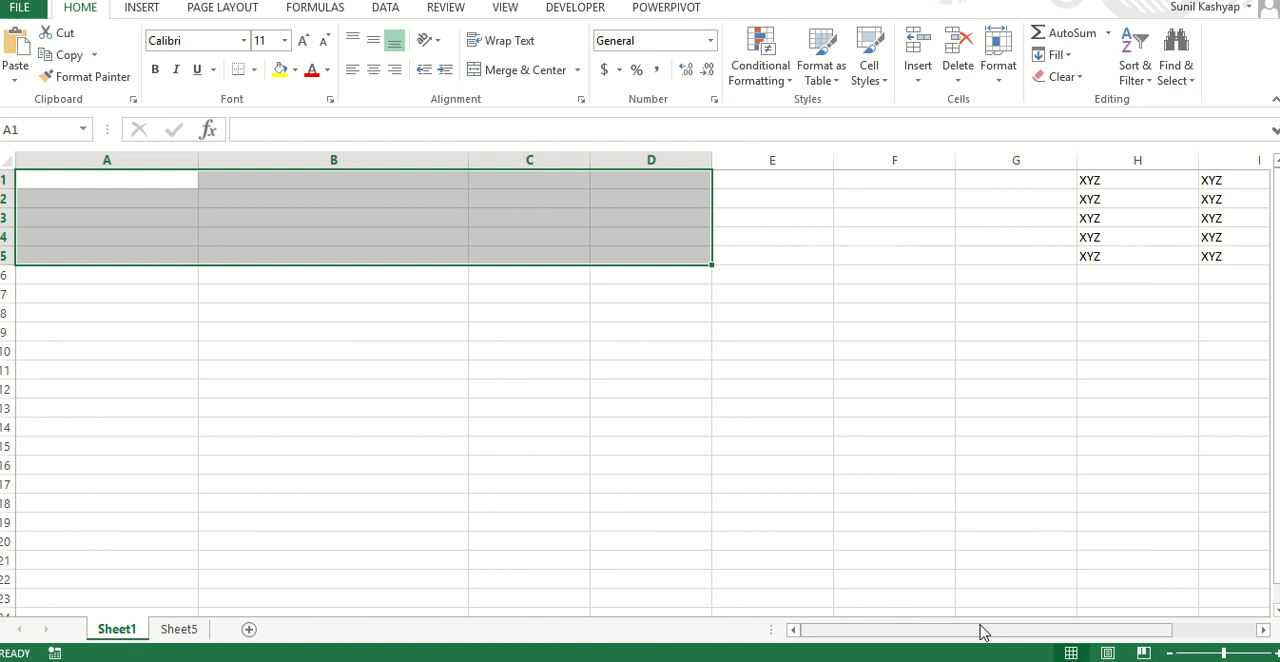 FILE HOME INSERT PAGE LAYOUT FORMULAS DATA REVIEW VIEW DEVELOPER POWERPIVOT Sunil Kashyap
Cut
Copy
Format Painter
Paste
Clipboard
Calibri 11
B I U A
Font
Wrap Text
Merge & Center
Alignment
General
$ % ,
Number
Conditional Formatting
Format as Table
Cell Styles
Styles
Insert Delete Format
Cells
AutoSum
Fill
Clear
Sort & Filter
Find & Select
Editing
A1 fx
A B C D E F G H I
1 XYZ XYZ
2 XYZ XYZ
3 XYZ XYZ
4 XYZ XYZ
5 XYZ XYZ
6
7
8
9
10
11
12
13
14
15
16
17
18
19
20
21
22
23
Sheet1 Sheet5
READY